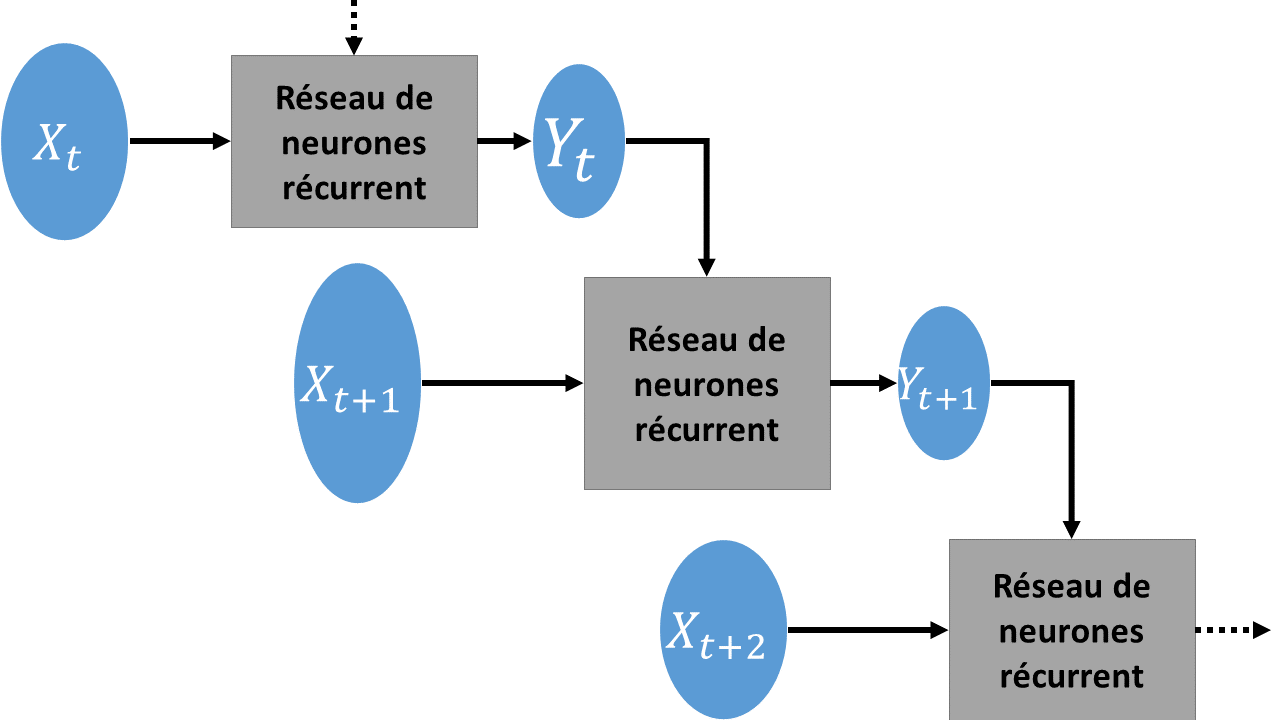 X_t
Réseau de
neurones
récurrent
Y_t
X_{t+1}
Réseau de
neurones
récurrent
Y_{t+1}
X_{t+2}
Réseau de
neurones
récurrent